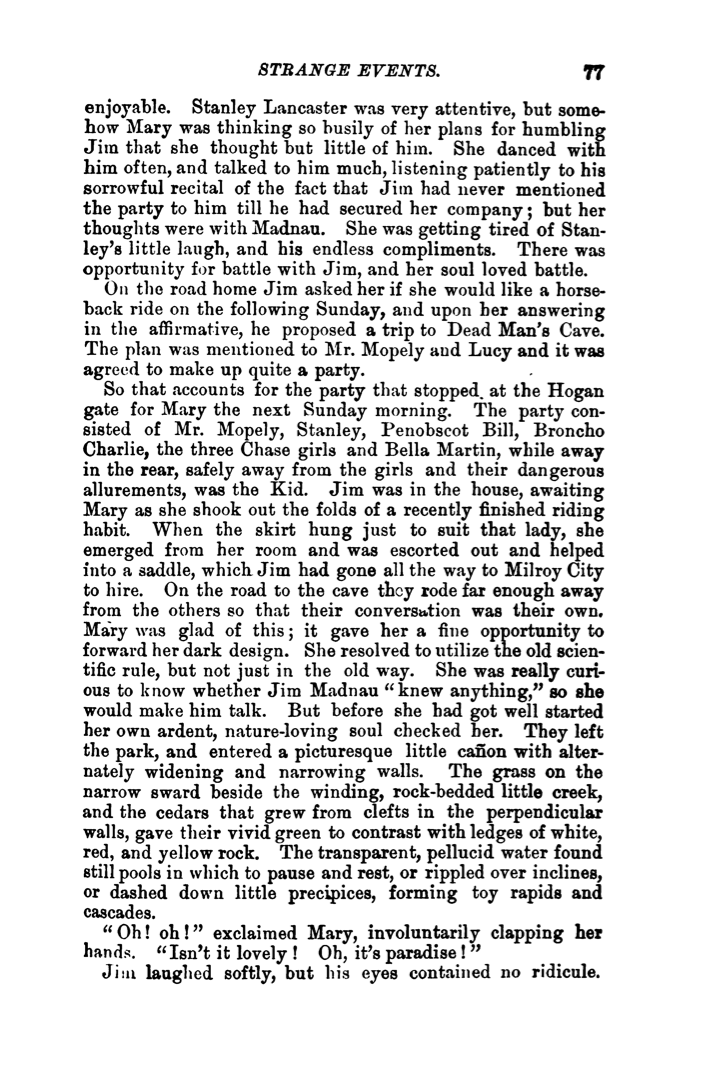 STRANGE EVENTS. 77
enjoyable. Stanley Lancaster was very attentive, but some-
how Mary was thinking so busily of her plans for humbling
Jim that she thought but little of him. She danced with
him often, and talked to him much, listening patiently to his
sorrowful recital of the fact that Jim had never mentioned
the party to him till he had secured her company; but her
thoughts were with Madnau. She was getting tired of Stan-
ley's little laugh, and his endless compliments. There was
opportunity for battle with Jim, and her soul loved battle.
On the road home Jim asked her if she would like a horse-
back ride on the following Sunday, and upon her answering
in the affirmative, he proposed a trip to Dead Man's Cave.
The plan was mentioned to Mr. Mopely and Lucy and it was
agreed to make up quite a party.
So that accounts for the party that stopped at the Hogan
gate for Mary the next Sunday morning. The party con-
sisted of Mr. Mopely, Stanley, Penobscot Bill, Broncho
Charlie, the three Chase girls and Bella Martin, while away
in the rear, safely away from the girls and their dangerous
allurements, was the Kid. Jim was in the house, awaiting
Mary as she shook out the folds of a recently finished riding
habit. When the skirt hung just to suit that lady, she
emerged from her room and was escorted out and helped
into a saddle, which Jim had gone all the way to Milroy City
to hire. On the road to the cave they rode far enough away
from the others so that their conversation was their own.
Mary was glad of this; it gave her a fine opportunity to
forward her dark design. She resolved to utilize the old scien-
tific rule, but not just in the old way. She was really curi-
ous to know whether Jim Madnau "knew anything," so she
would make him talk. But before she had got well started
her own ardent, nature-loving soul checked her. They left
the park, and entered a picturesque little cañon with alter-
nately widening and narrowing walls. The grass on the
narrow sward beside the winding, rock-bedded little creek,
and the cedars that grew from clefts in the perpendicular
walls, gave their vivid green to contrast with ledges of white,
red, and yellow rock. The transparent, pellucid water found
still pools in which to pause and rest, or rippled over inclines,
or dashed down little precipices, forming toy rapids and
cascades.
"Oh! oh!" exclaimed Mary, involuntarily clapping her
hands. "Isn't it lovely! Oh, it's paradise!"
Jim laughed softly, but his eyes contained no ridicule.